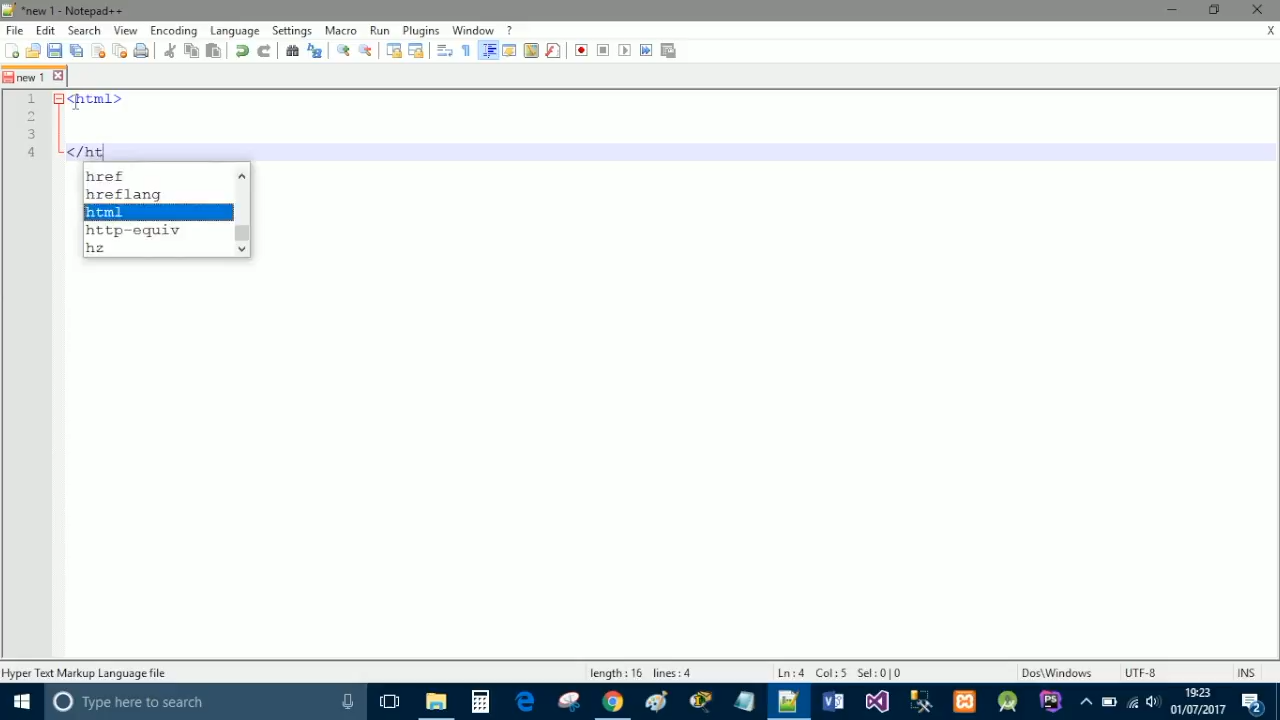 *new 1 - Notepad++
File Edit Search View Encoding Language Settings Macro Run Plugins Window ? X
new 1
1 <html>
2
3
4 </ht
href
hreflang
html
http-equiv
hz
Hyper Text Markup Language file length : 16 lines : 4 Ln : 4 Col : 5 Sel : 0 | 0 Dos\Windows UTF-8 INS
Type here to search
19:23
01/07/2017
2
PS